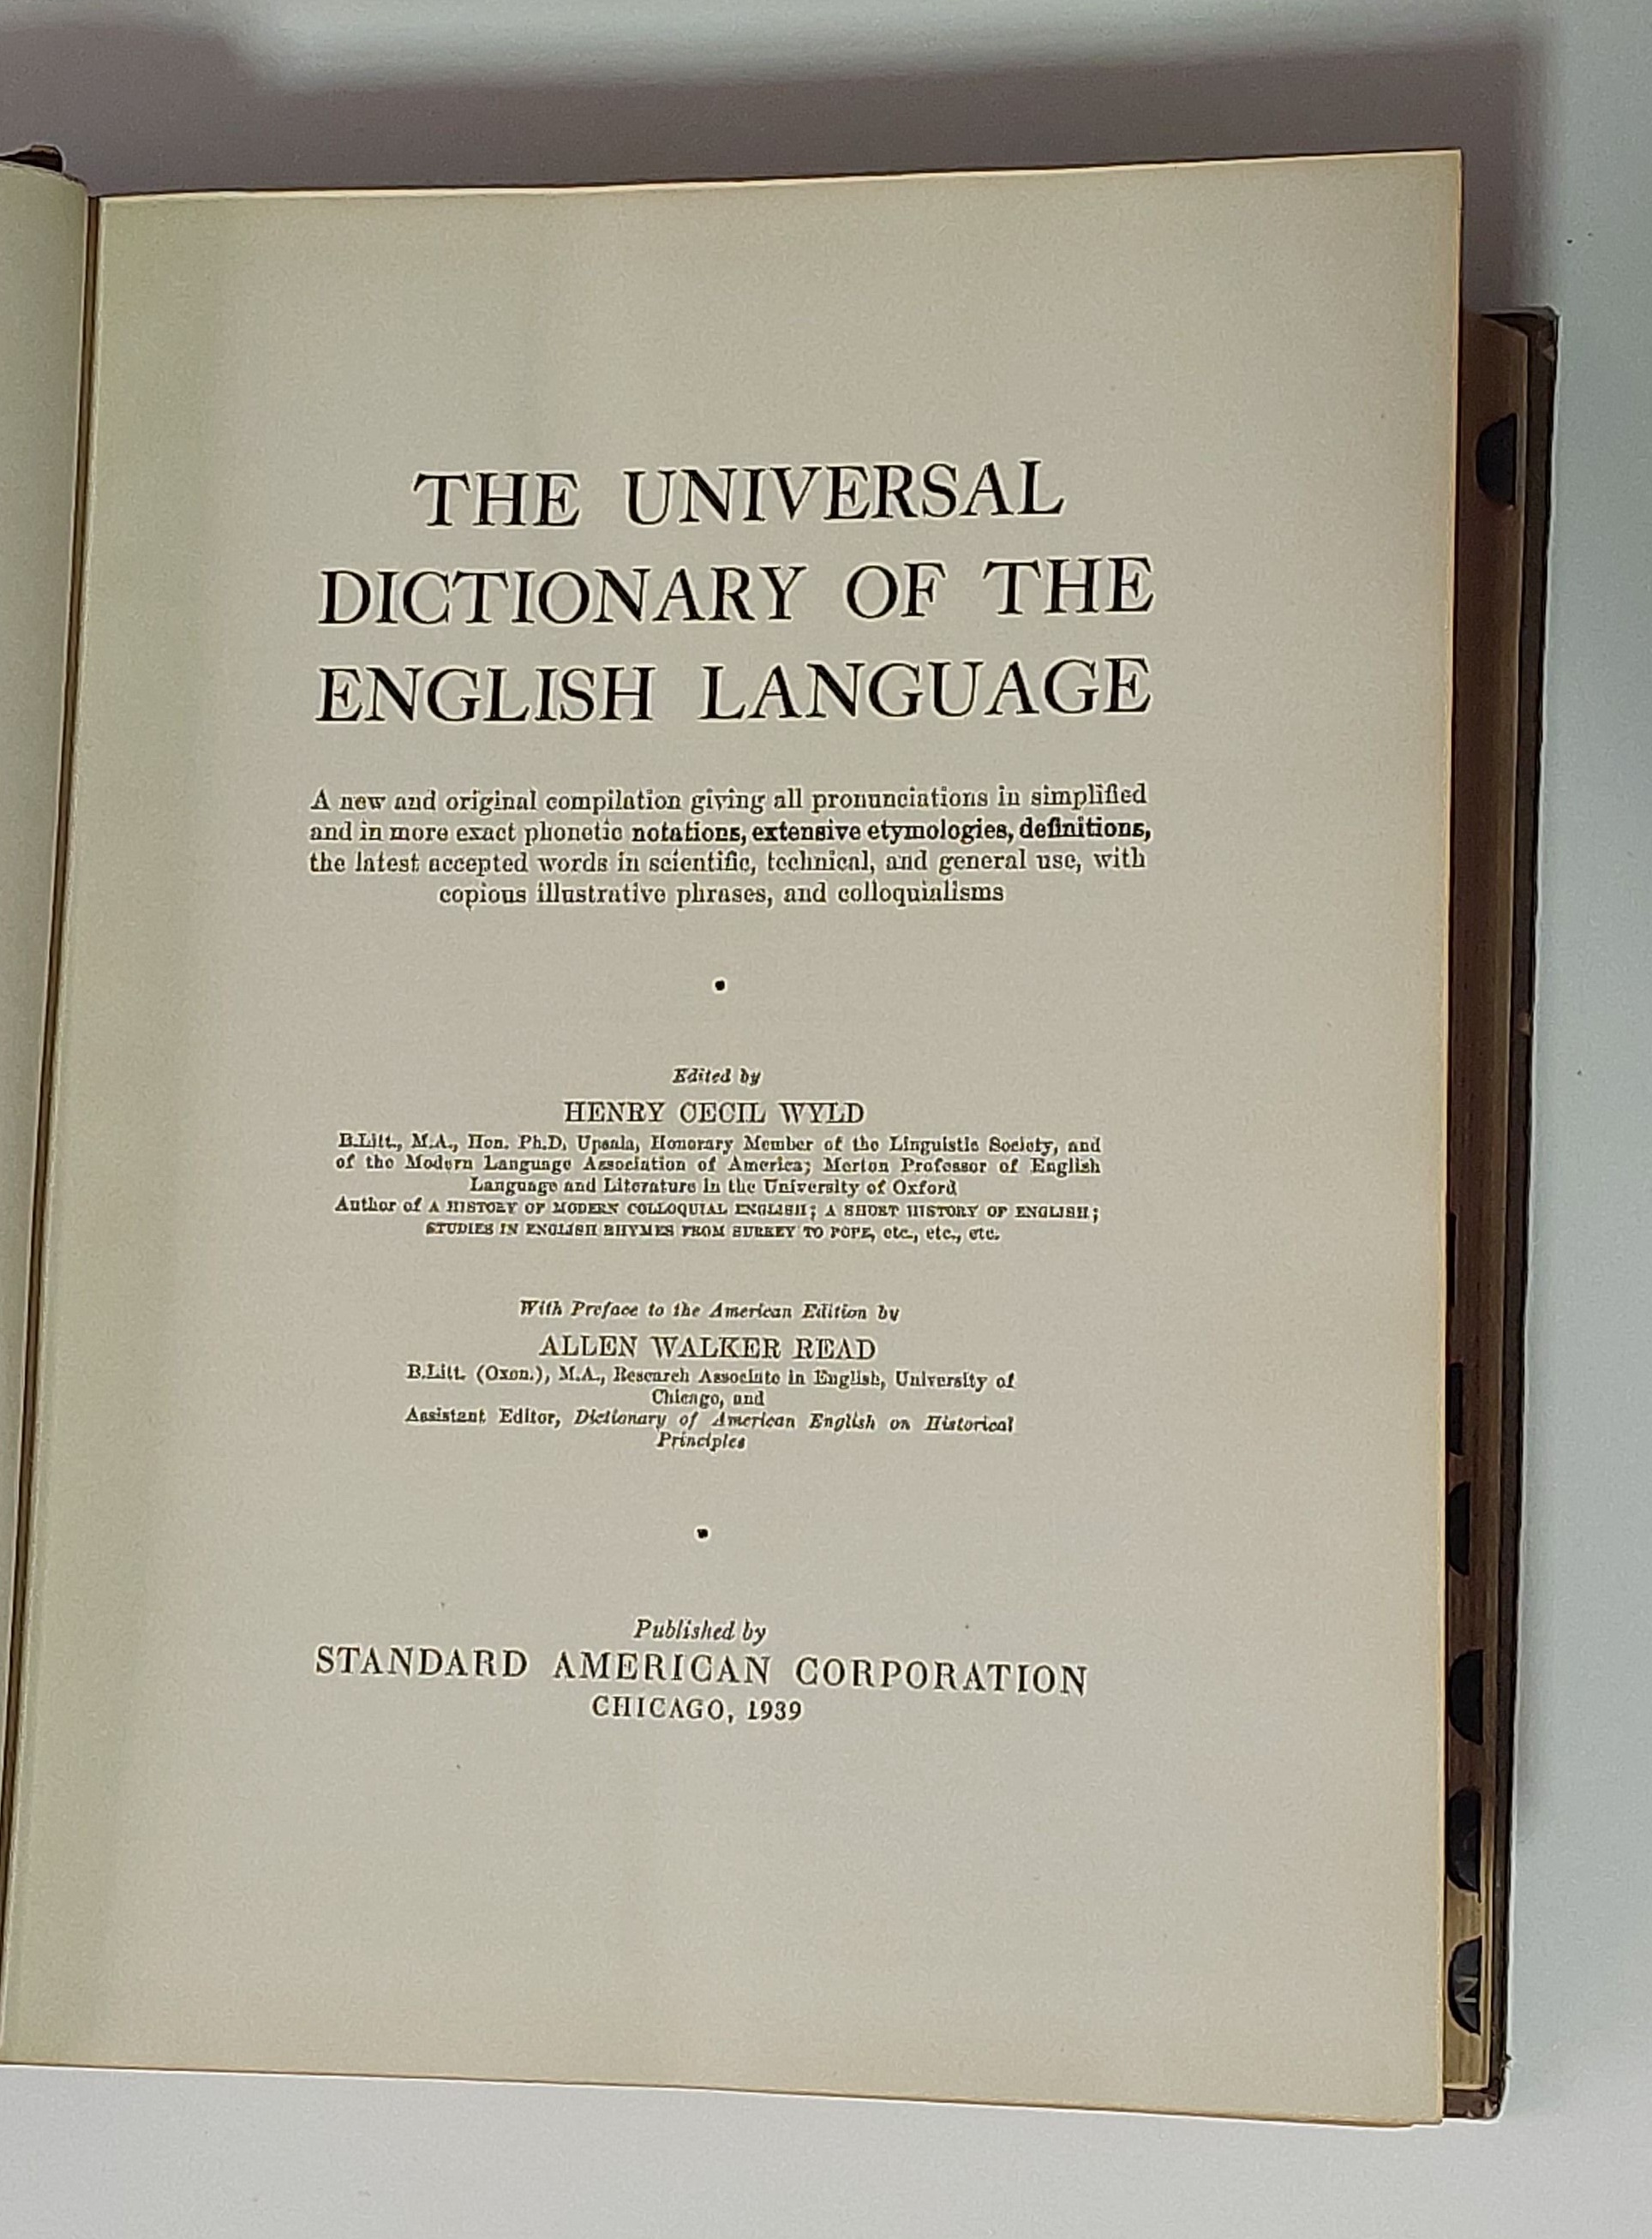 THE UNIVERSAL
DICTIONARY OF THE
ENGLISH LANGUAGE
A new and original compilation giving all pronunciations in simplified
and in more exact phonetic notations, extensive etymologies, definitions,
the latest accepted words in scientific, technical, and general use, with
copious illustrative phrases, and colloquialisms
Edited by
HENRY CECIL WYLD
B.Litt., M.A., Hon. Ph.D, Upsala, Honorary Member of the Linguistic Society, and
of the Modern Language Association of America; Merton Professor of English
Language and Literature in the University of Oxford
Author of A HISTORY OF MODERN COLLOQUIAL ENGLISH; A SHORT HISTORY OF ENGLISH;
STUDIES IN ENGLISH RHYMES FROM SURREY TO POPE, etc., etc., etc.
With Preface to the American Edition by
ALLEN WALKER READ
B.Litt. (Oxon.), M.A., Research Associate in English, University of
Chicago, and
Assistant Editor, Dictionary of American English on Historical
Principles
Published by
STANDARD AMERICAN CORPORATION
CHICAGO, 1939
N